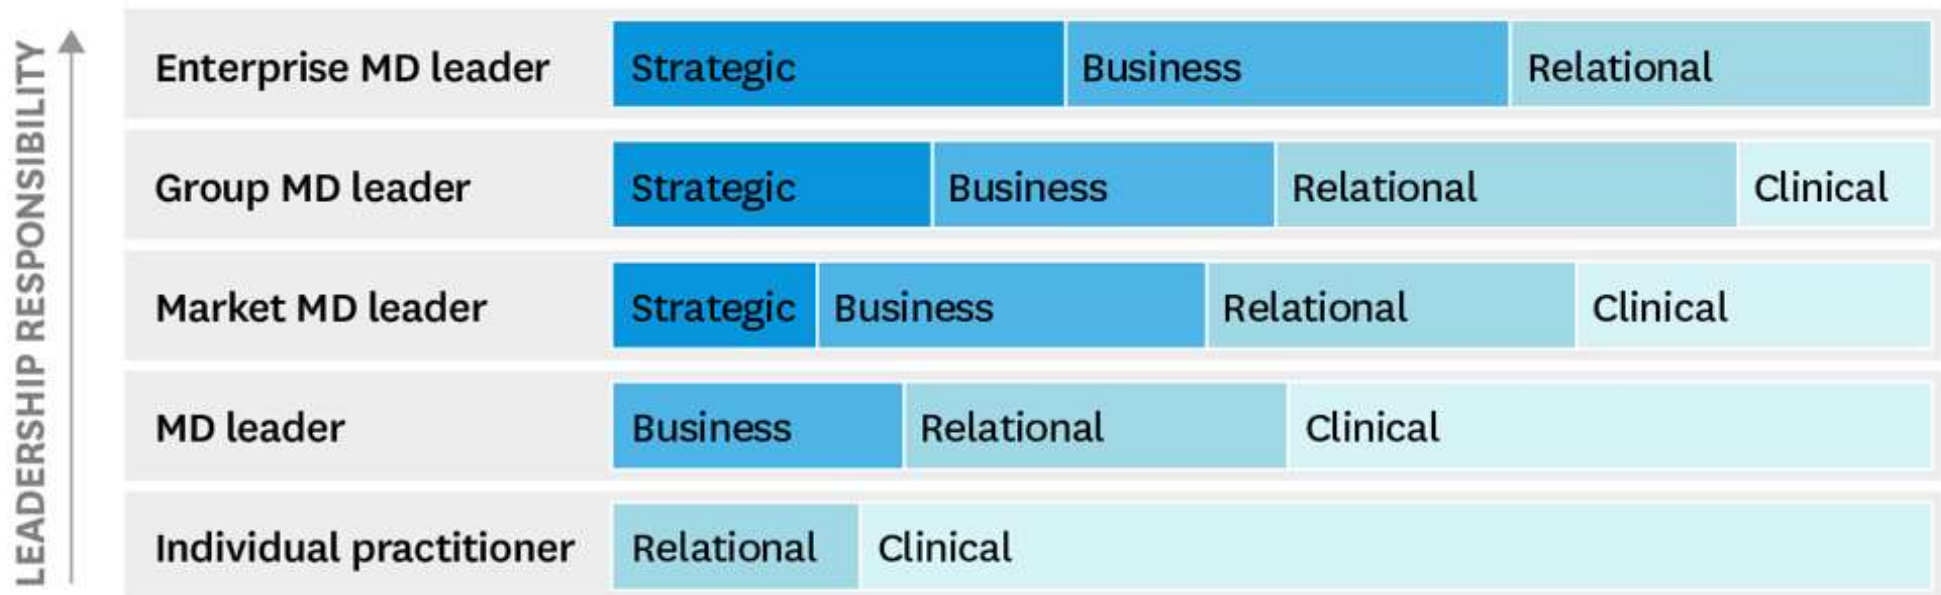 LEADERSHIP RESPONSIBILITY
Enterprise MD leader Strategic Business Relational
Group MD leader Strategic Business Relational Clinical
Market MD leader Strategic Business Relational Clinical
MD leader Business Relational Clinical
Individual practitioner Relational Clinical